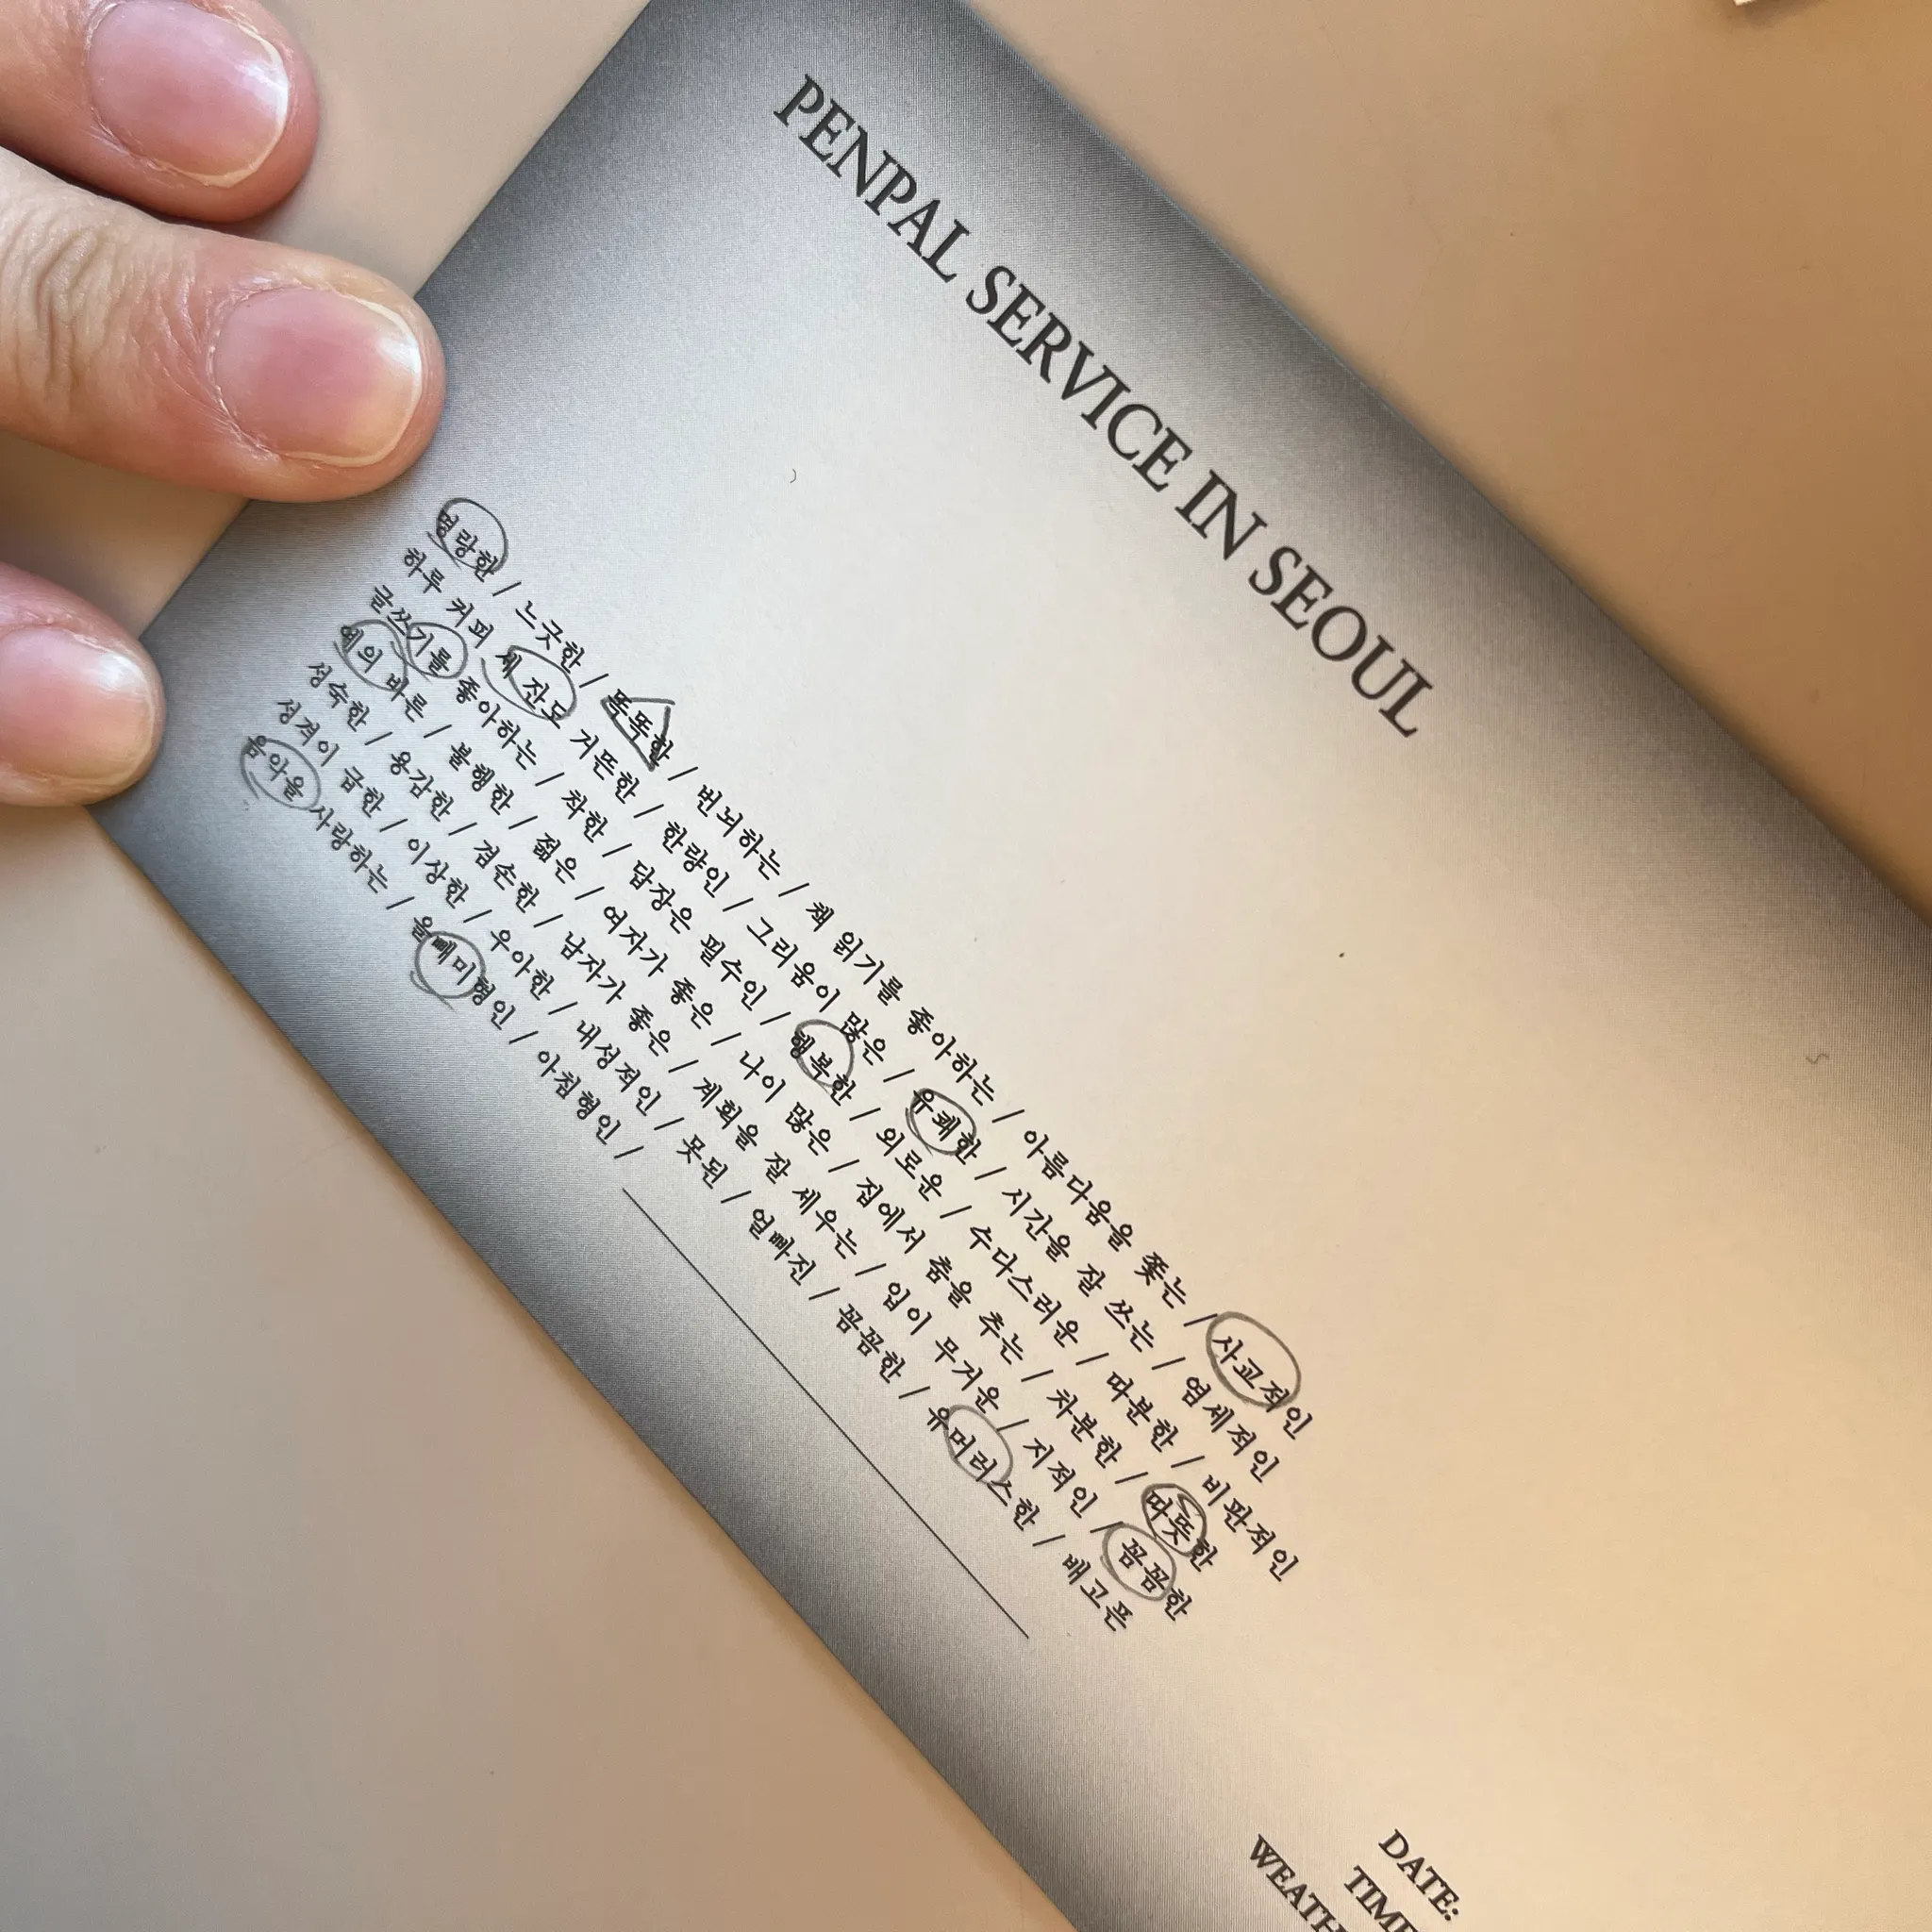 PENPAL SERVICE IN SEOUL
명랑한 / 느긋한 / 똑똑한 / 번뇌하는 / 책 읽기를 좋아하는 / 아름다움을 쫓는 / 사교적인
하루 커피 세 잔도 거뜬한 / 한량인 / 그리움이 많은 / 유쾌한 / 시간을 잘 쓰는 / 염세적인
글쓰기를 좋아하는 / 착한 / 답장은 필수인 / 행복한 / 외로운 / 수다스러운 / 따분한 / 비판적인
예의 바른 / 불행한 / 젊은 / 여자가 좋은 / 나이 많은 / 집에서 춤을 추는 / 차분한 / 따뜻한
성숙한 / 용감한 / 겸손한 / 남자가 좋은 / 계획을 잘 세우는 / 입이 무거운 / 지적인 / 꼼꼼한
성격이 급한 / 이상한 / 우아한 / 내성적인 / 못된 / 얼빠진 / 꼼꼼한 / 유머러스한 / 배고픈
음악을 사랑하는 / 올빼미형인 / 아침형인 /
DATE:
TIME
WEATH